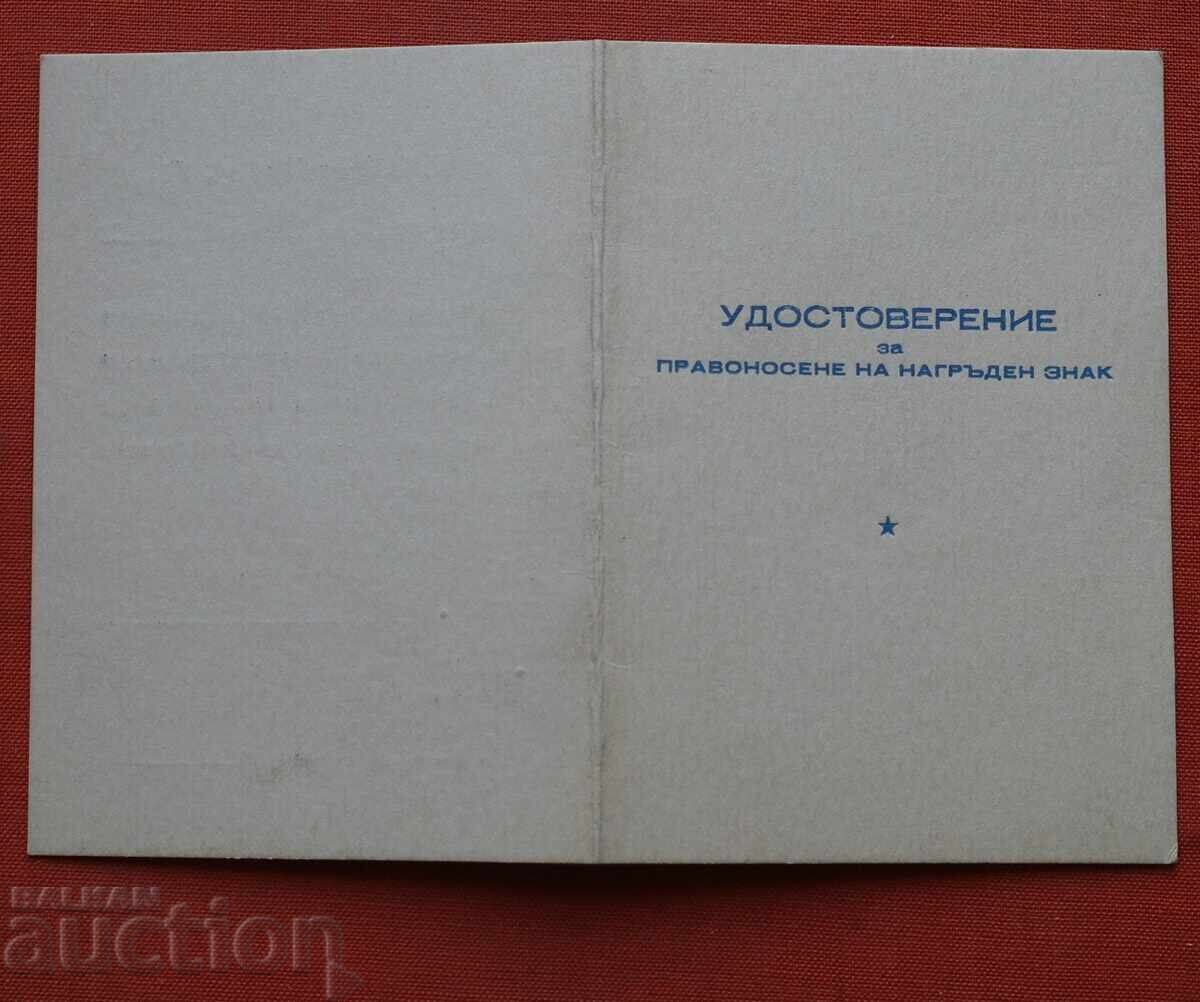 УДОСТОВЕРЕНИЕ
за
ПРАВОНОСЕНЕ НА НАГРЪДЕН ЗНАК
BALKAN
auction